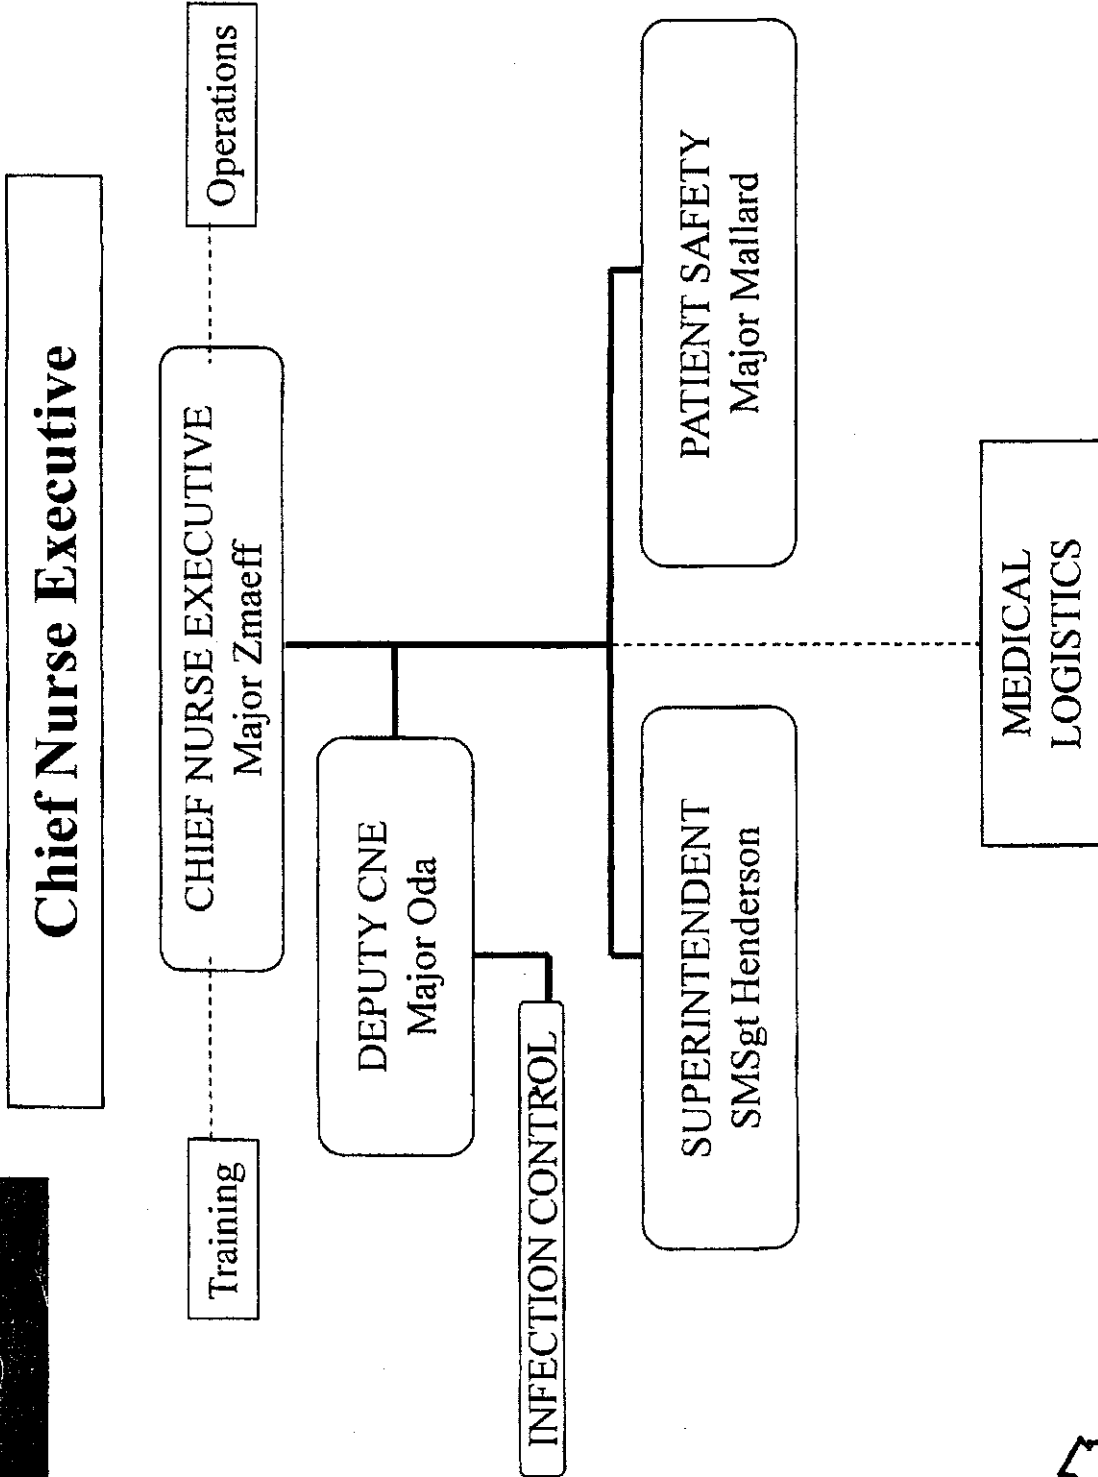 Chief Nurse Executive
Training
CHIEF NURSE EXECUTIVE
Major Zmaeff
Operations
DEPUTY CNE
Major Oda
INFECTION CONTROL
SUPERINTENDENT
SMSgt Henderson
PATIENT SAFETY
Major Mallard
MEDICAL
LOGISTICS